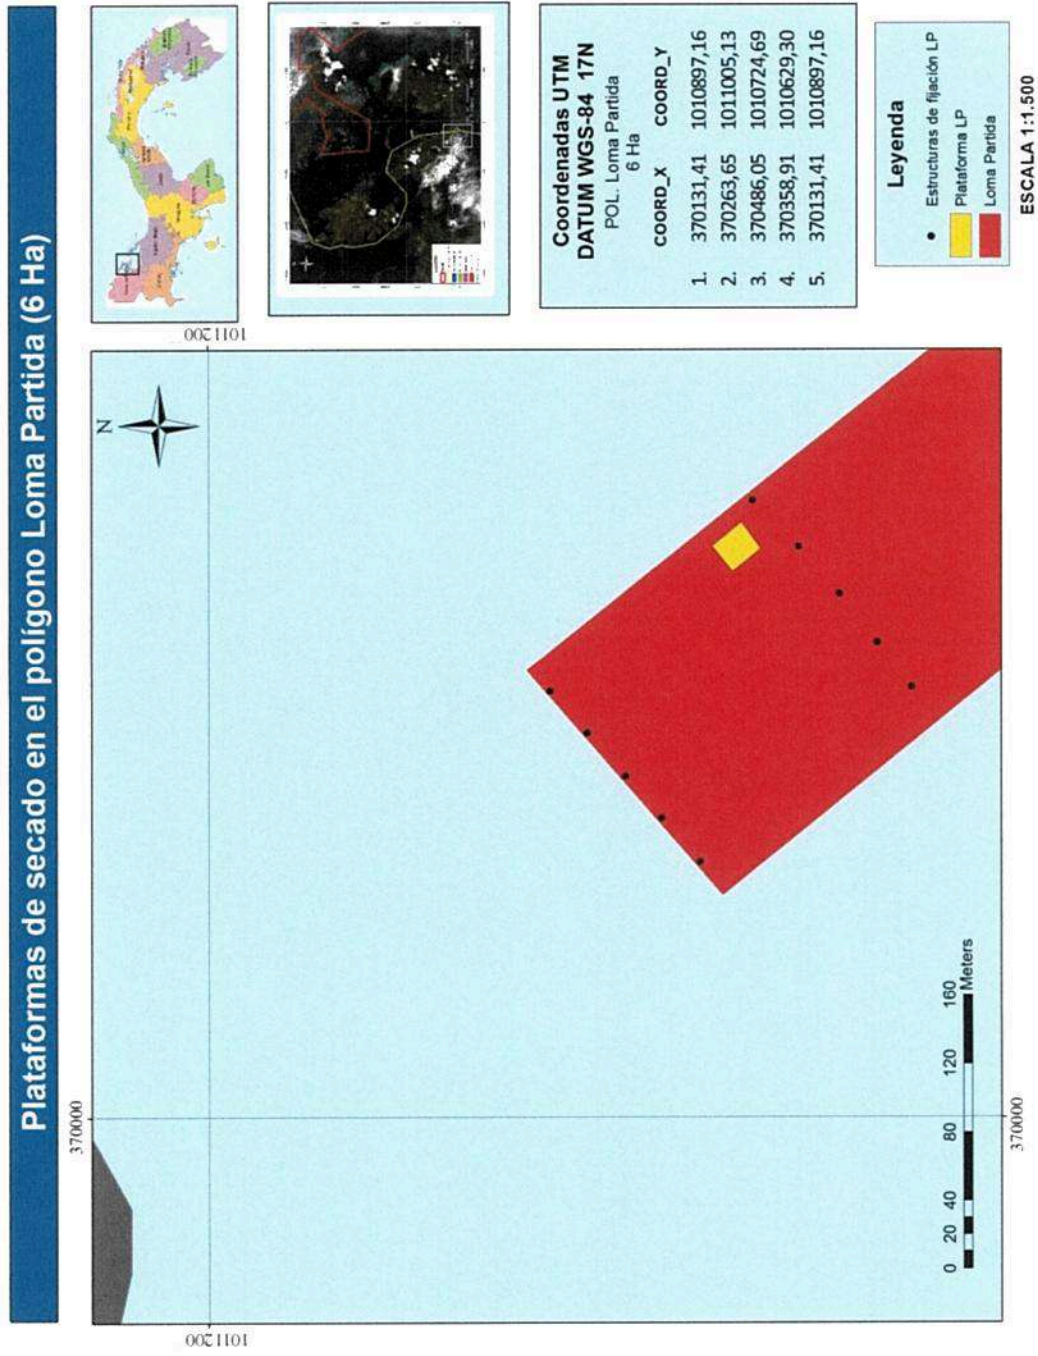 Plataformas de secado en el polígono Loma Partida (6 Ha)
370000
1011200
1011200
N
0 20 40 80 120 160
Meters
370000
Coordenadas UTM
DATUM WGS-84 17N
POL. Loma Partida
6 Ha
COORD_X COORD_Y
1. 370131,41 1010897,16
2. 370263,65 1011005,13
3. 370486,05 1010724,69
4. 370358,91 1010629,30
5. 370131,41 1010897,16
Leyenda
Estructuras de fijación LP
Plataforma LP
Loma Partida
ESCALA 1:1.500